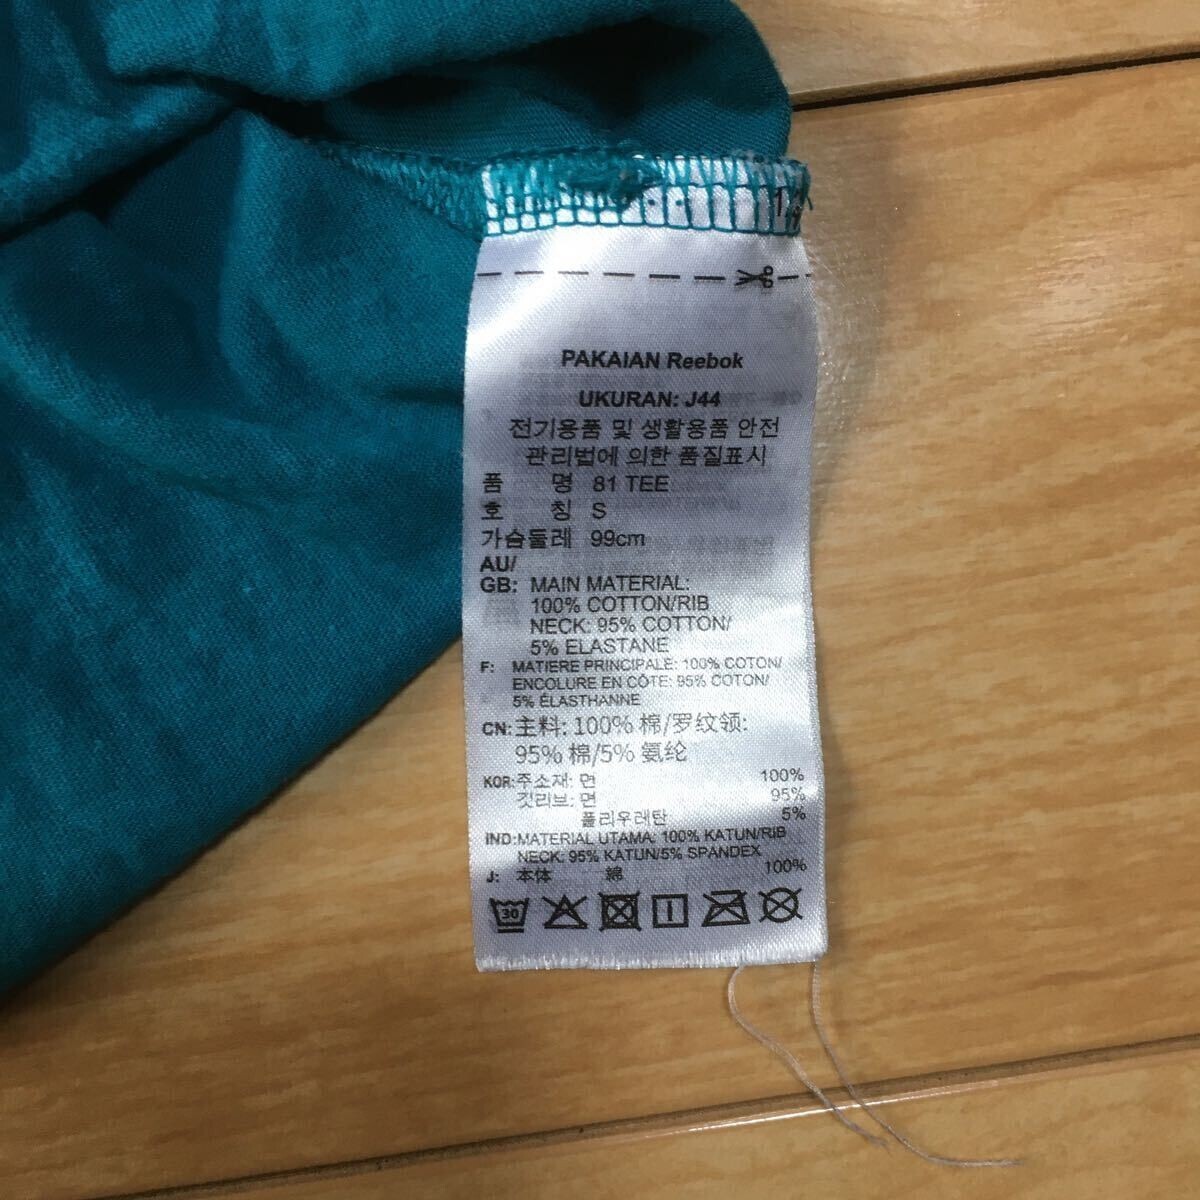 PAKAIAN Reebok
UKURAN: J44
전기용품 및 생활용품 안전
관리법에 의한 품질표시
품 명 81 TEE
호 칭 S
가슴둘레 99cm
AU/
GB: MAIN MATERIAL:
100% COTTON/RIB
NECK: 95% COTTON/
5% ELASTANE
F: MATIERE PRINCIPALE: 100% COTON/
ENCOLURE EN CÔTE: 95% COTON/
5% ÉLASTHANNE
CN: 主料: 100% 棉/罗纹领:
95% 棉/5% 氨纶
KOR: 주소재: 면 100%
깃리브: 면 95%
폴리우레탄 5%
IND: MATERIAL UTAMA: 100% KATUN/RIB
NECK: 95% KATUN/5% SPANDEX
J: 本体 綿 100%
30